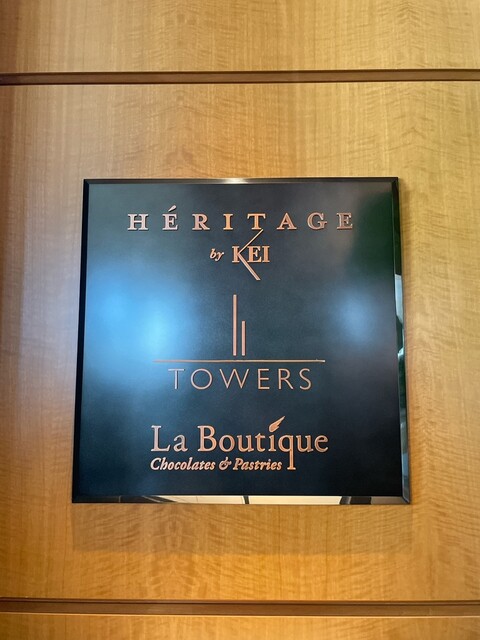 HÉRITAGE
by KEI
TOWERS
La Boutique
Chocolates & Pastries